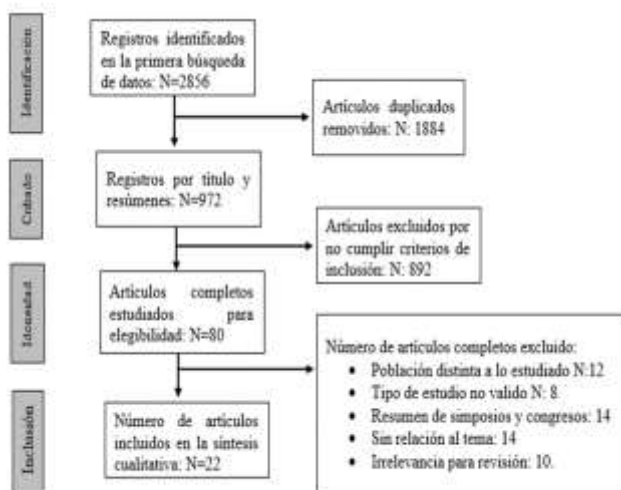 Identificación
Registros identificados
en la primera búsqueda
de datos: N=2856
Artículos duplicados
removidos: N: 1884
Cribado
Registros por título y
resúmenes: N=972
Artículos excluidos por
no cumplir criterios de
inclusión: N: 892
Idoneidad
Artículos completos
estudiados para
elegibilidad: N=80
Número de artículos completos excluido:
• Población distinta a lo estudiado N:12
• Tipo de estudio no valido N: 8.
• Resumen de simposios y congresos: 14
• Sin relación al tema: 14
• Irrelevancia para revisión: 10.
Inclusión
Número de artículos
incluidos en la síntesis
cualitativa: N=22